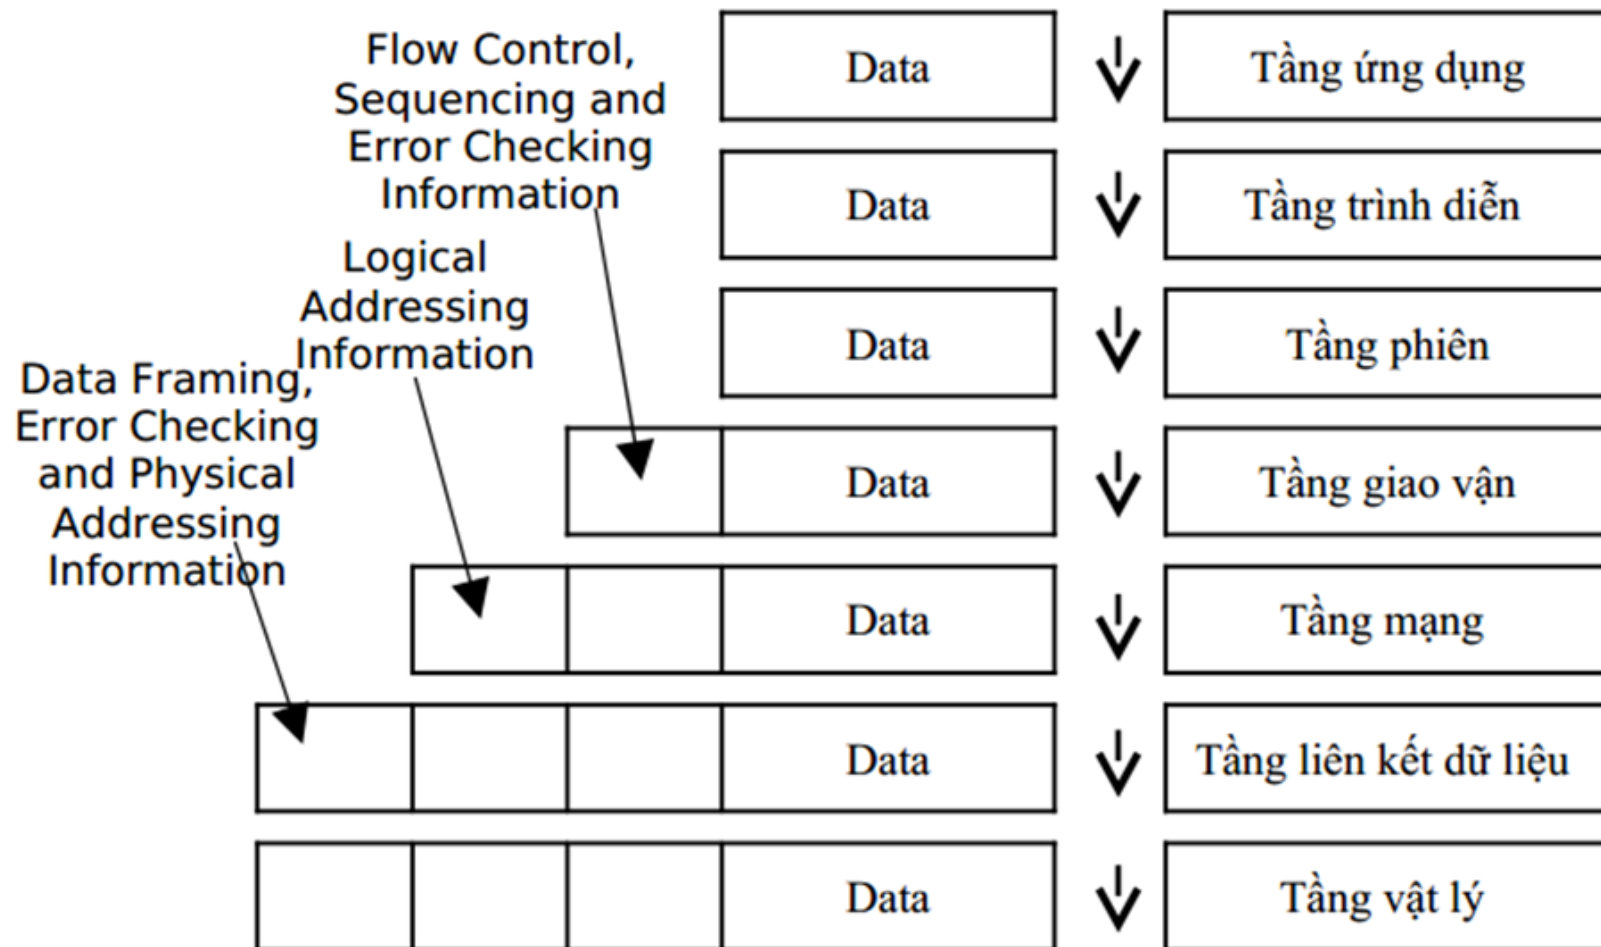 Flow Control,
Sequencing and
Error Checking
Information
Logical
Addressing
Information
Data Framing,
Error Checking
and Physical
Addressing
Information
Data
Tầng ứng dụng
Data
Tầng trình diễn
Data
Tầng phiên
Data
Tầng giao vận
Data
Tầng mạng
Data
Tầng liên kết dữ liệu
Data
Tầng vật lý